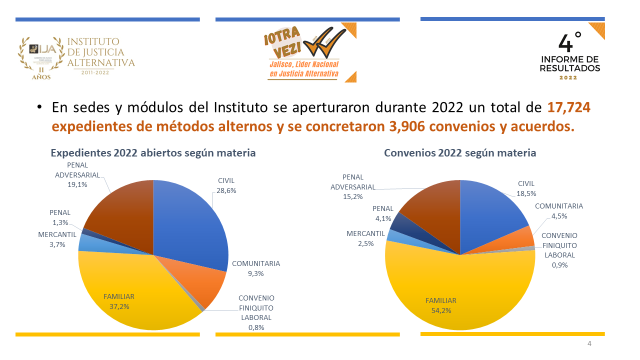 IJA
11
AÑOS
INSTITUTO
DE JUSTICIA
ALTERNATIVA
2011-2022
¡OTRA
VEZ!
Jalisco, Líder Nacional
en Justicia Alternativa
4°
INFORME DE
RESULTADOS
2022
• En sedes y módulos del Instituto se aperturaron durante 2022 un total de 17,724
expedientes de métodos alternos y se concretaron 3,906 convenios y acuerdos.
Expedientes 2022 abiertos según materia
PENAL
ADVERSARIAL
19,1%
CIVIL
28,6%
PENAL
1,3%
MERCANTIL
3,7%
COMUNITARIA
9,3%
FAMILIAR
37,2%
CONVENIO
FINIQUITO
LABORAL
0,8%
Convenios 2022 según materia
PENAL
ADVERSARIAL
15,2%
CIVIL
18,5%
PENAL
4,1%
COMUNITARIA
4,5%
MERCANTIL
2,5%
CONVENIO
FINIQUITO
LABORAL
0,9%
FAMILIAR
54,2%
4